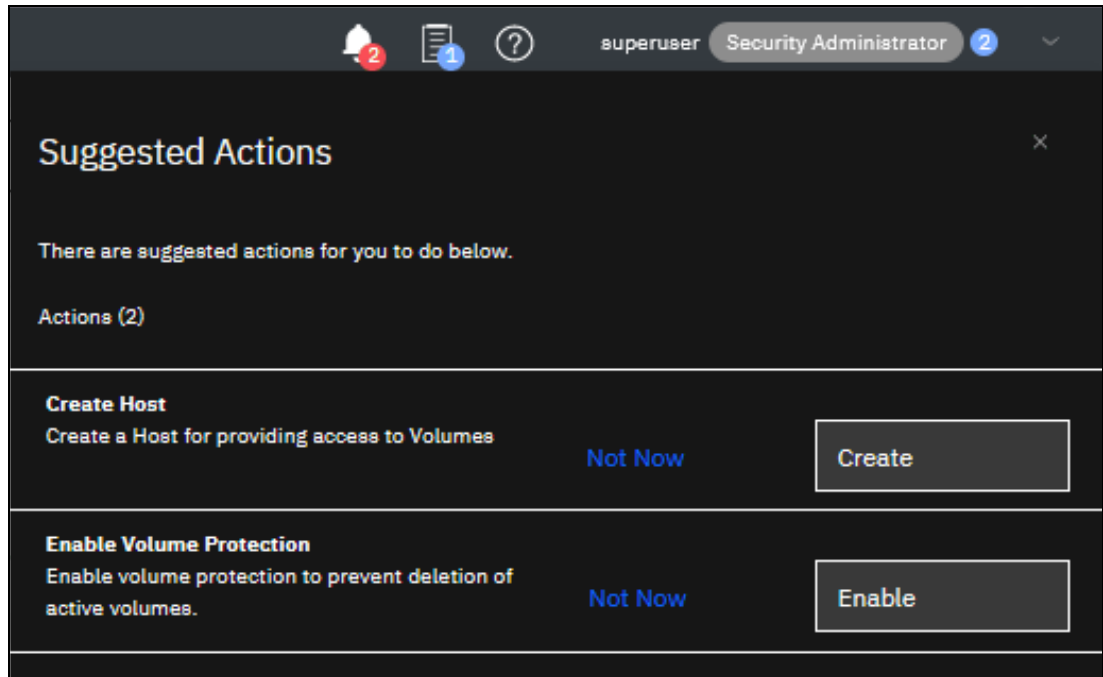 2 1 ? superuser Security Administrator 2
Suggested Actions
There are suggested actions for you to do below.
Actions (2)
Create Host
Create a Host for providing access to Volumes
Not Now Create
Enable Volume Protection
Enable volume protection to prevent deletion of
active volumes.
Not Now Enable